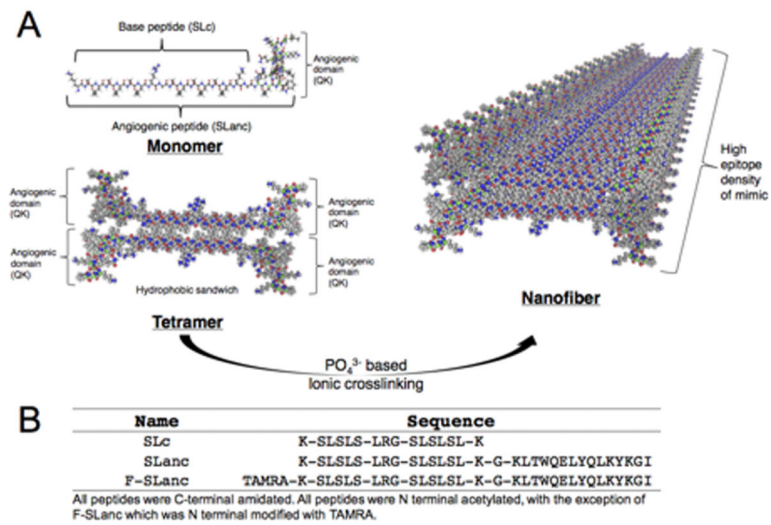 A
Base peptide (SLc)
Angiogenic
domain
(QK)
Angiogenic peptide (SLanc)
Monomer
Angiogenic
domain
(QK)
Angiogenic
domain
(QK)
Angiogenic
domain
(QK)
Angiogenic
domain
(QK)
Hydrophobic sandwich
Tetramer
High
epitope
density
of mimic
Nanofiber
PO₄³⁻ based
Ionic crosslinking
B
Name Sequence
SLc K-SLSLS-LRG-SLSLSL-K
SLanc K-SLSLS-LRG-SLSLSL-K-G-KLTWQELYQLKYKGI
F-SLanc TAMRA-K-SLSLS-LRG-SLSLSL-K-G-KLTWQELYQLKYKGI
All peptides were C-terminal amidated. All peptides were N terminal acetylated, with the exception of
F-SLanc which was N terminal modified with TAMRA.